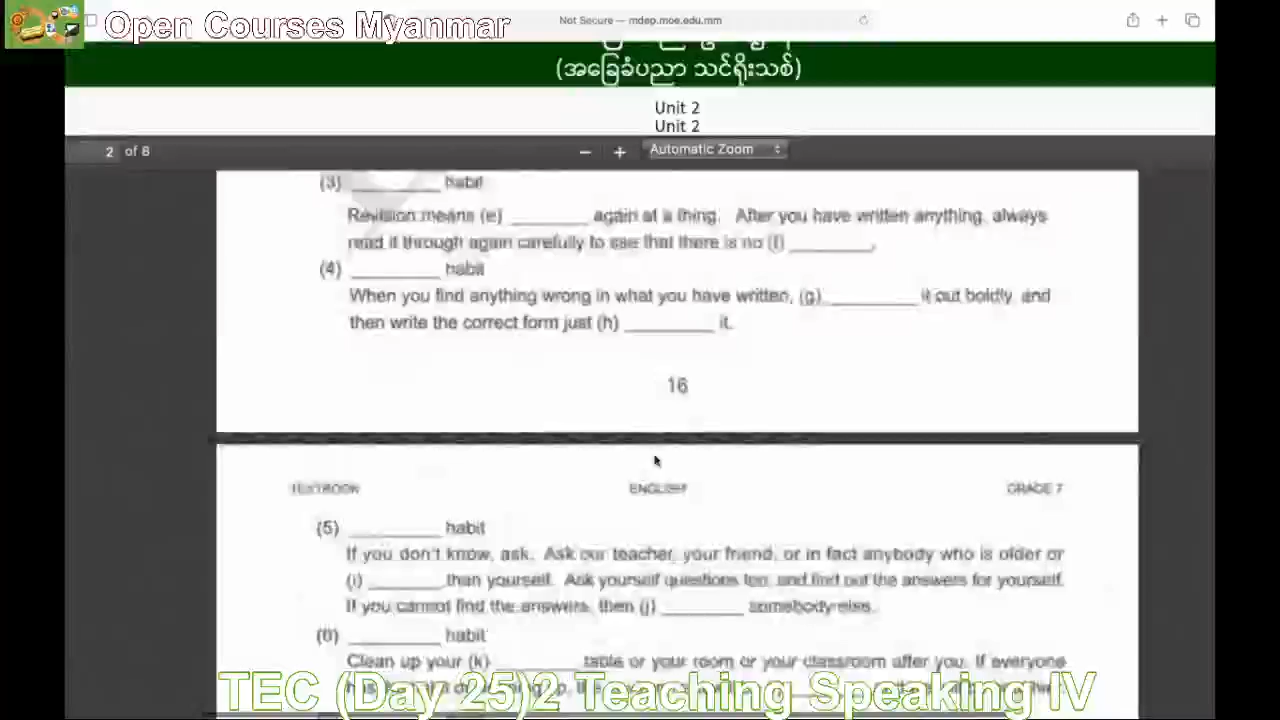 Open Courses Myanmar
Not Secure — mdep.moe.edu.mm
(အခြေခံပညာ သင်ရိုးသစ်)
Unit 2
Unit 2
2 of 8
− + Automatic Zoom
(3) ________ habit
Revision means (e) ________ again at a thing. After you have written anything, always
read it through again carefully to see that there is no (f) ________.
(4) ________ habit
When you find anything wrong in what you have written, (g) ________ it out boldly, and
then write the correct form just (h) ________ it.
16
TEXTBOOK ENGLISH GRADE 7
(5) ________ habit
If you don't know, ask. Ask our teacher, your friend, or in fact anybody who is older or
(i) ________ than yourself. Ask yourself questions too, and find out the answers for yourself.
If you cannot find the answers, then (j) ________ somebody else.
(6) ________ habit
Clean up your (k) ________ table or your room or your classroom after you. If everyone
TEC (Day 25)2 Teaching Speaking IV